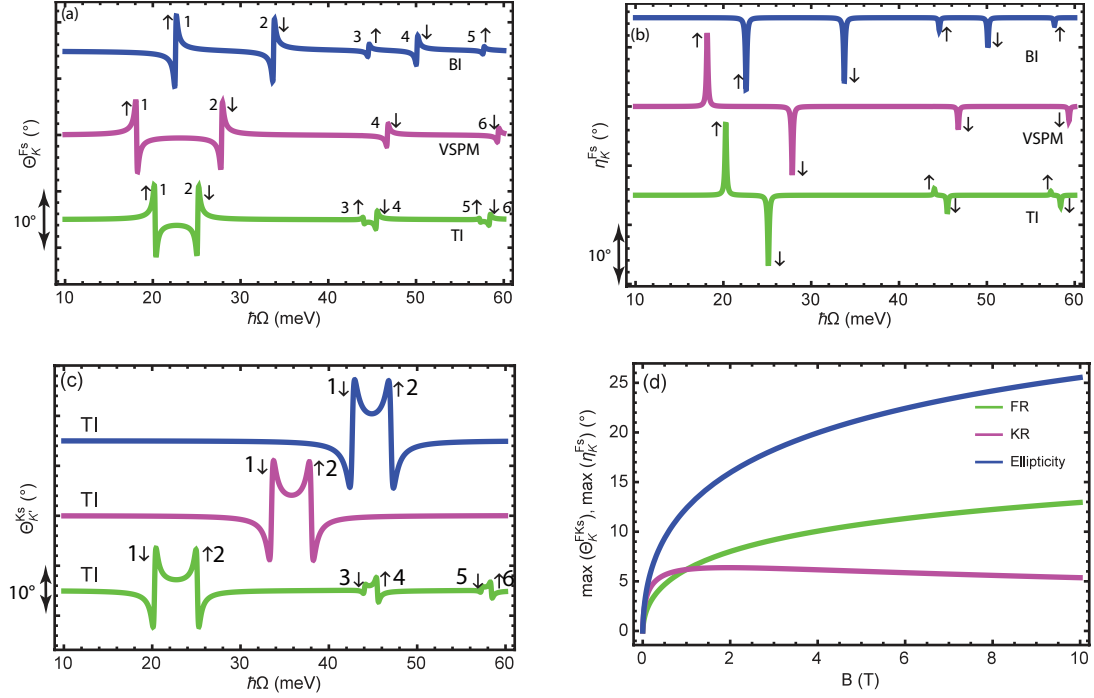 (a)
↑ 1
2 ↓
3 ↑
4 ↓
5 ↑
BI
↑ 1
2 ↓
4 ↓
6 ↓
VSPM
↑ 1
2 ↓
3 ↑
↓ 4
5 ↑
↓ 6
TI
Θ_K^Fs (°)
10°
10 20 30 40 50 60
ℏΩ (meV)
(b)
↑
↓
↑
↓
↑
BI
↑
↓
↓
↓
VSPM
↑
↓
↑
↓
↑
↓
TI
η_K^Fs (°)
10°
10 20 30 40 50 60
ℏΩ (meV)
(c)
1↓ ↑2
TI
1↓ ↑2
TI
1↓ ↑2
3↓ ↑4
5↓ ↑6
TI
Θ_K'^Ks (°)
10°
10 20 30 40 50 60
ℏΩ (meV)
(d)
25
20
15
10
5
0
max (Θ_K^FKs), max (η_K^Fs) (°)
FR
KR
Ellipticity
0 2 4 6 8 10
B (T)